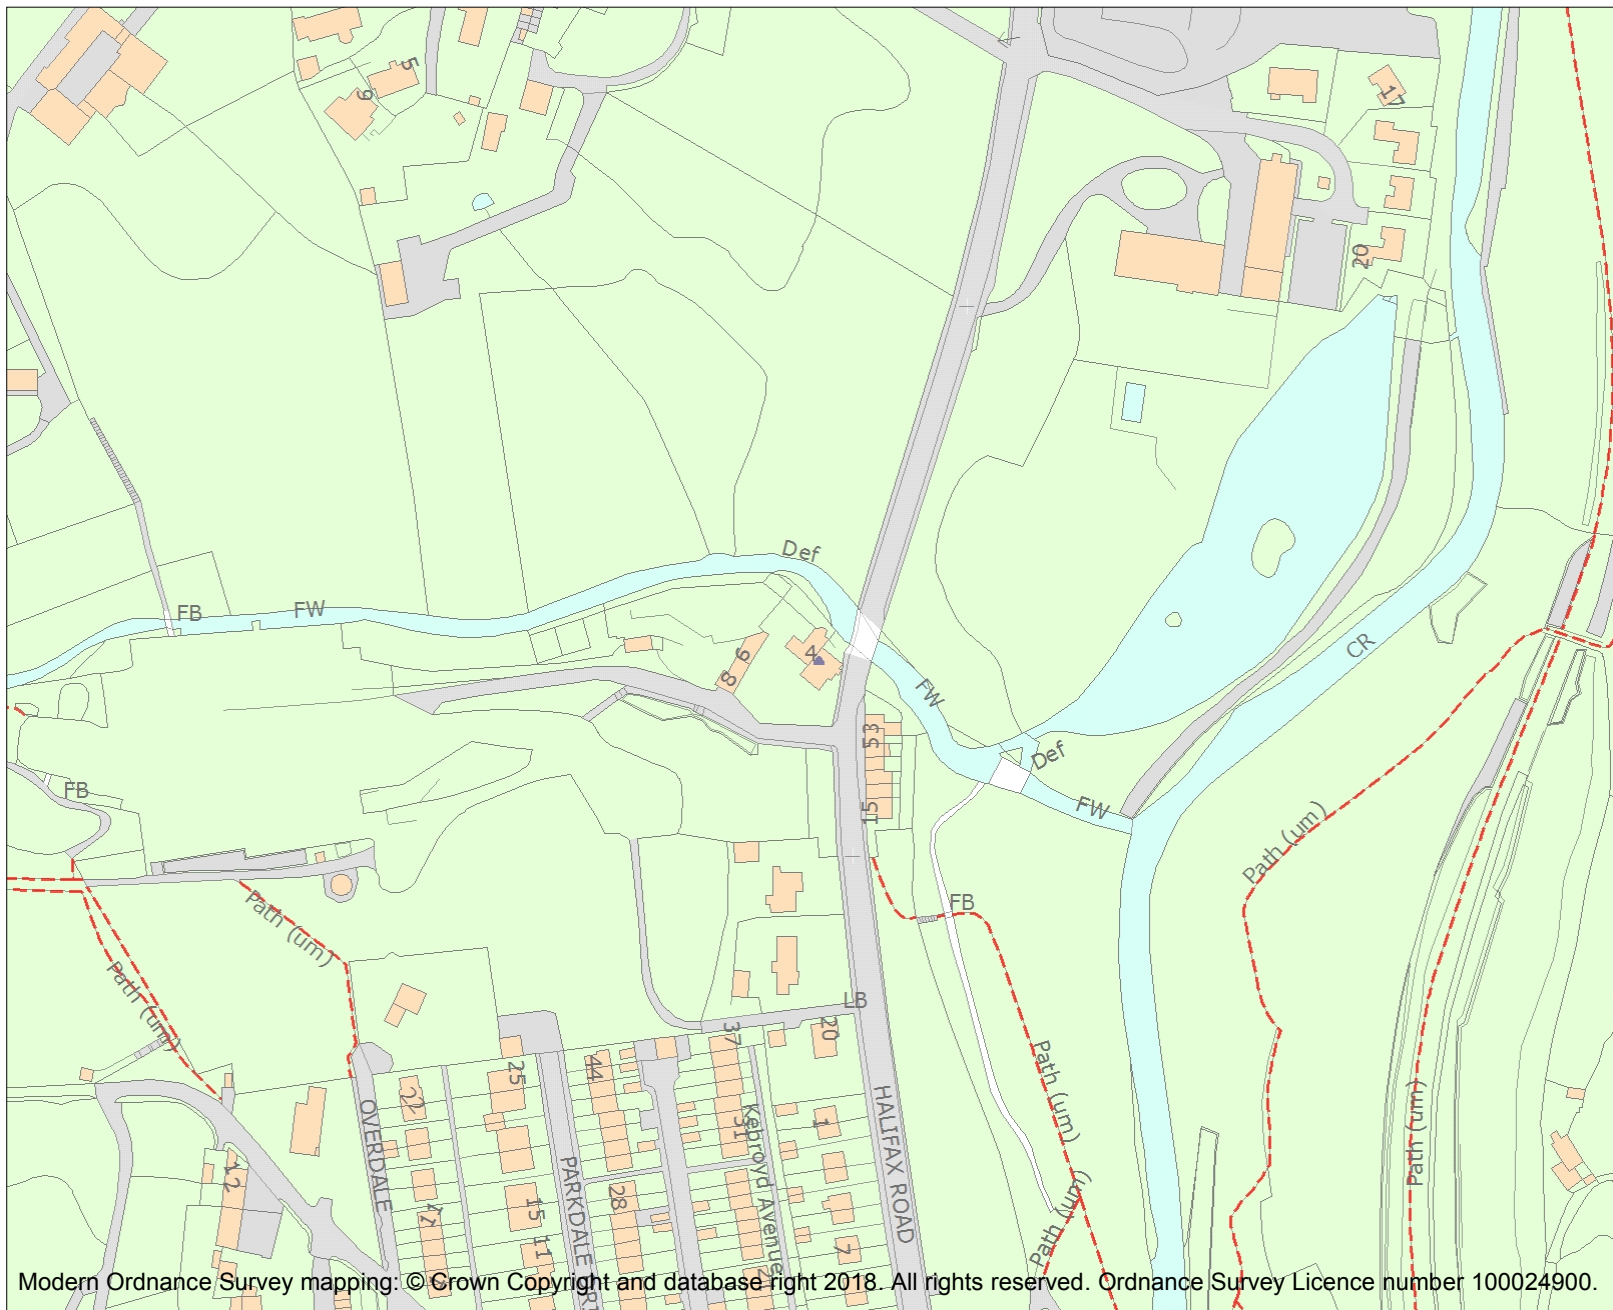 5
9
17
20
Def
FB
FW
4
6
8
CR
FW
53
Def
FB
15
FW
Path (um)
Path (um)
FB
Path (um)
LB
20
37
44
25
22
Path (um)
31
1
OVERDALE
HALIFAX ROAD
Kebroyd Avenue
PARKDALE
Path (um)
12
28
15
11
11
7
Path (um)
Modern Ordnance Survey mapping: © Crown Copyright and database right 2018. All rights reserved. Ordnance Survey Licence number 100024900.